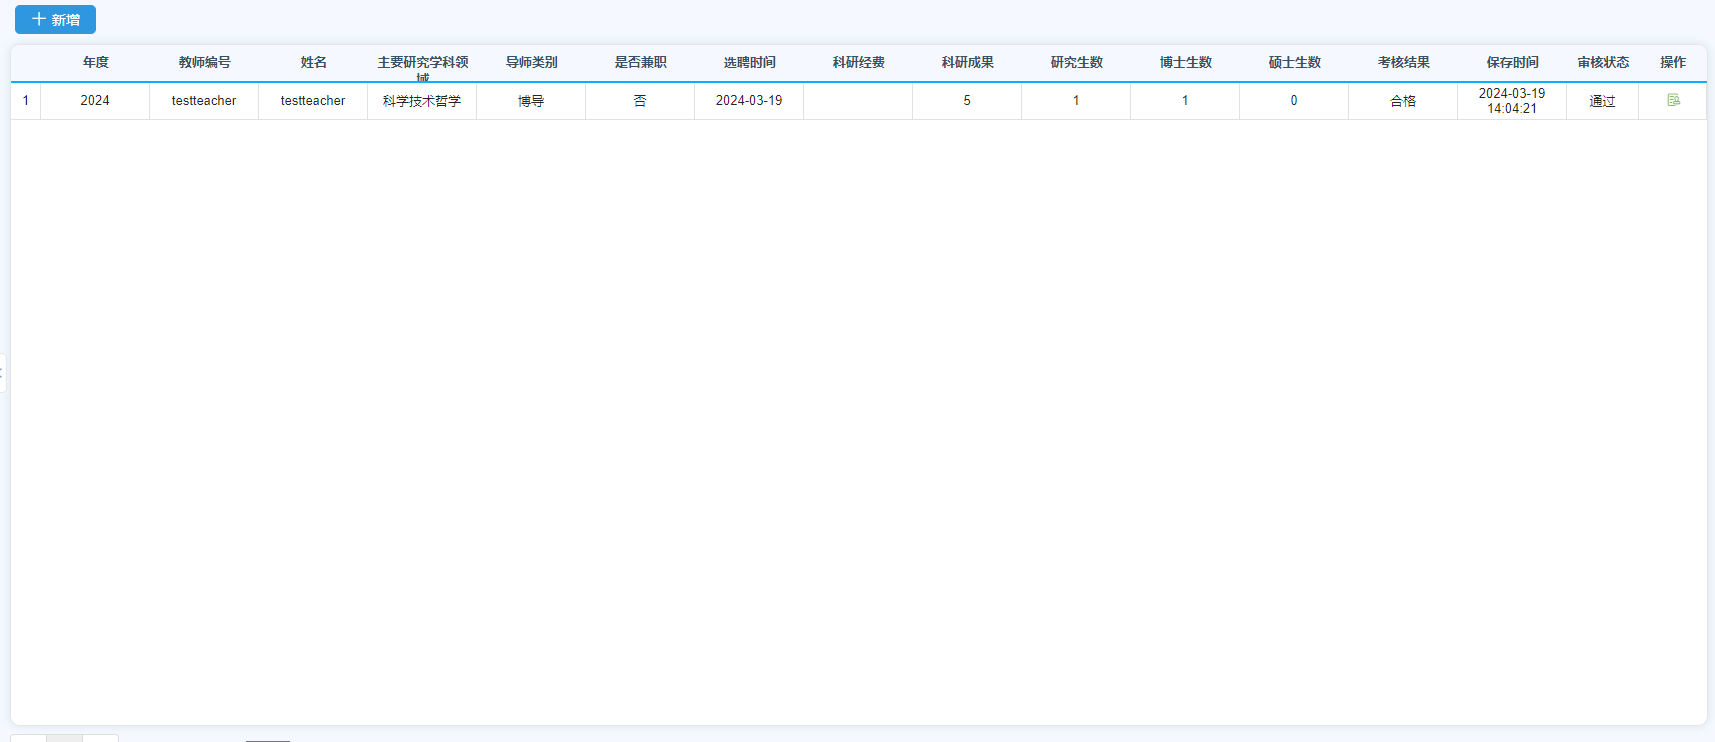 新增
年度 教师编号 姓名 主要研究学科领域 导师类别 是否兼职 选聘时间 科研经费 科研成果 研究生数 博士生数 硕士生数 考核结果 保存时间 审核状态 操作
1 2024 testteacher testteacher 科学技术哲学 博导 否 2024-03-19 5 1 1 0 合格 2024-03-19 14:04:21 通过